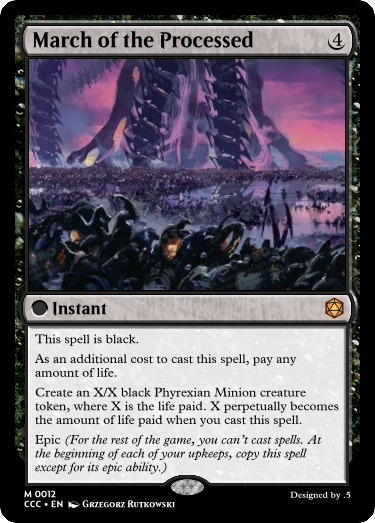 March of the Processed 4
Instant
This spell is black.
As an additional cost to cast this spell, pay any
amount of life.
Create an X/X black Phyrexian Minion creature
token, where X is the life paid. X perpetually becomes
the amount of life paid when you cast this spell.
Epic (For the rest of the game, you can't cast spells. At
the beginning of each of your upkeeps, copy this spell
except for its epic ability.)
M 0012
CCC • EN Grzegorz Rutkowski
Designed by .5